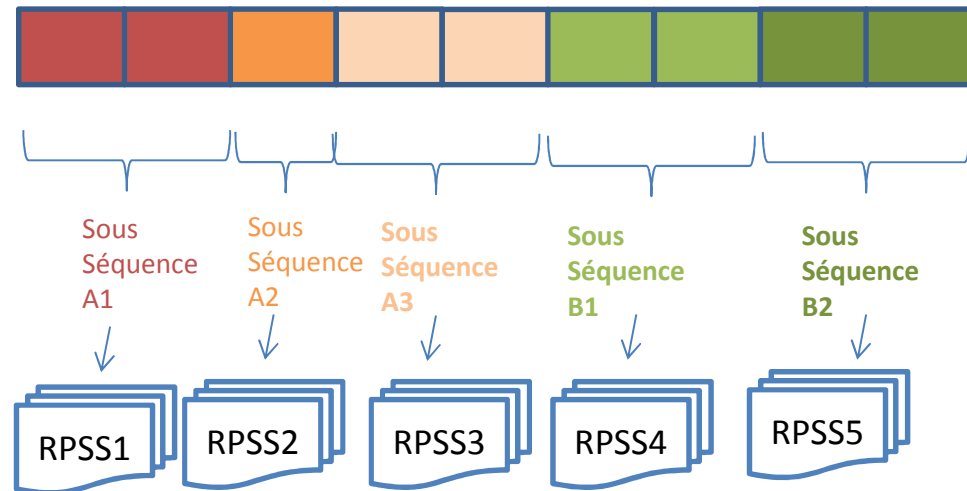 Sous
Séquence
A1
Sous
Séquence
A2
Sous
Séquence
A3
Sous
Séquence
B1
Sous
Séquence
B2
RPSS1
RPSS2
RPSS3
RPSS4
RPSS5